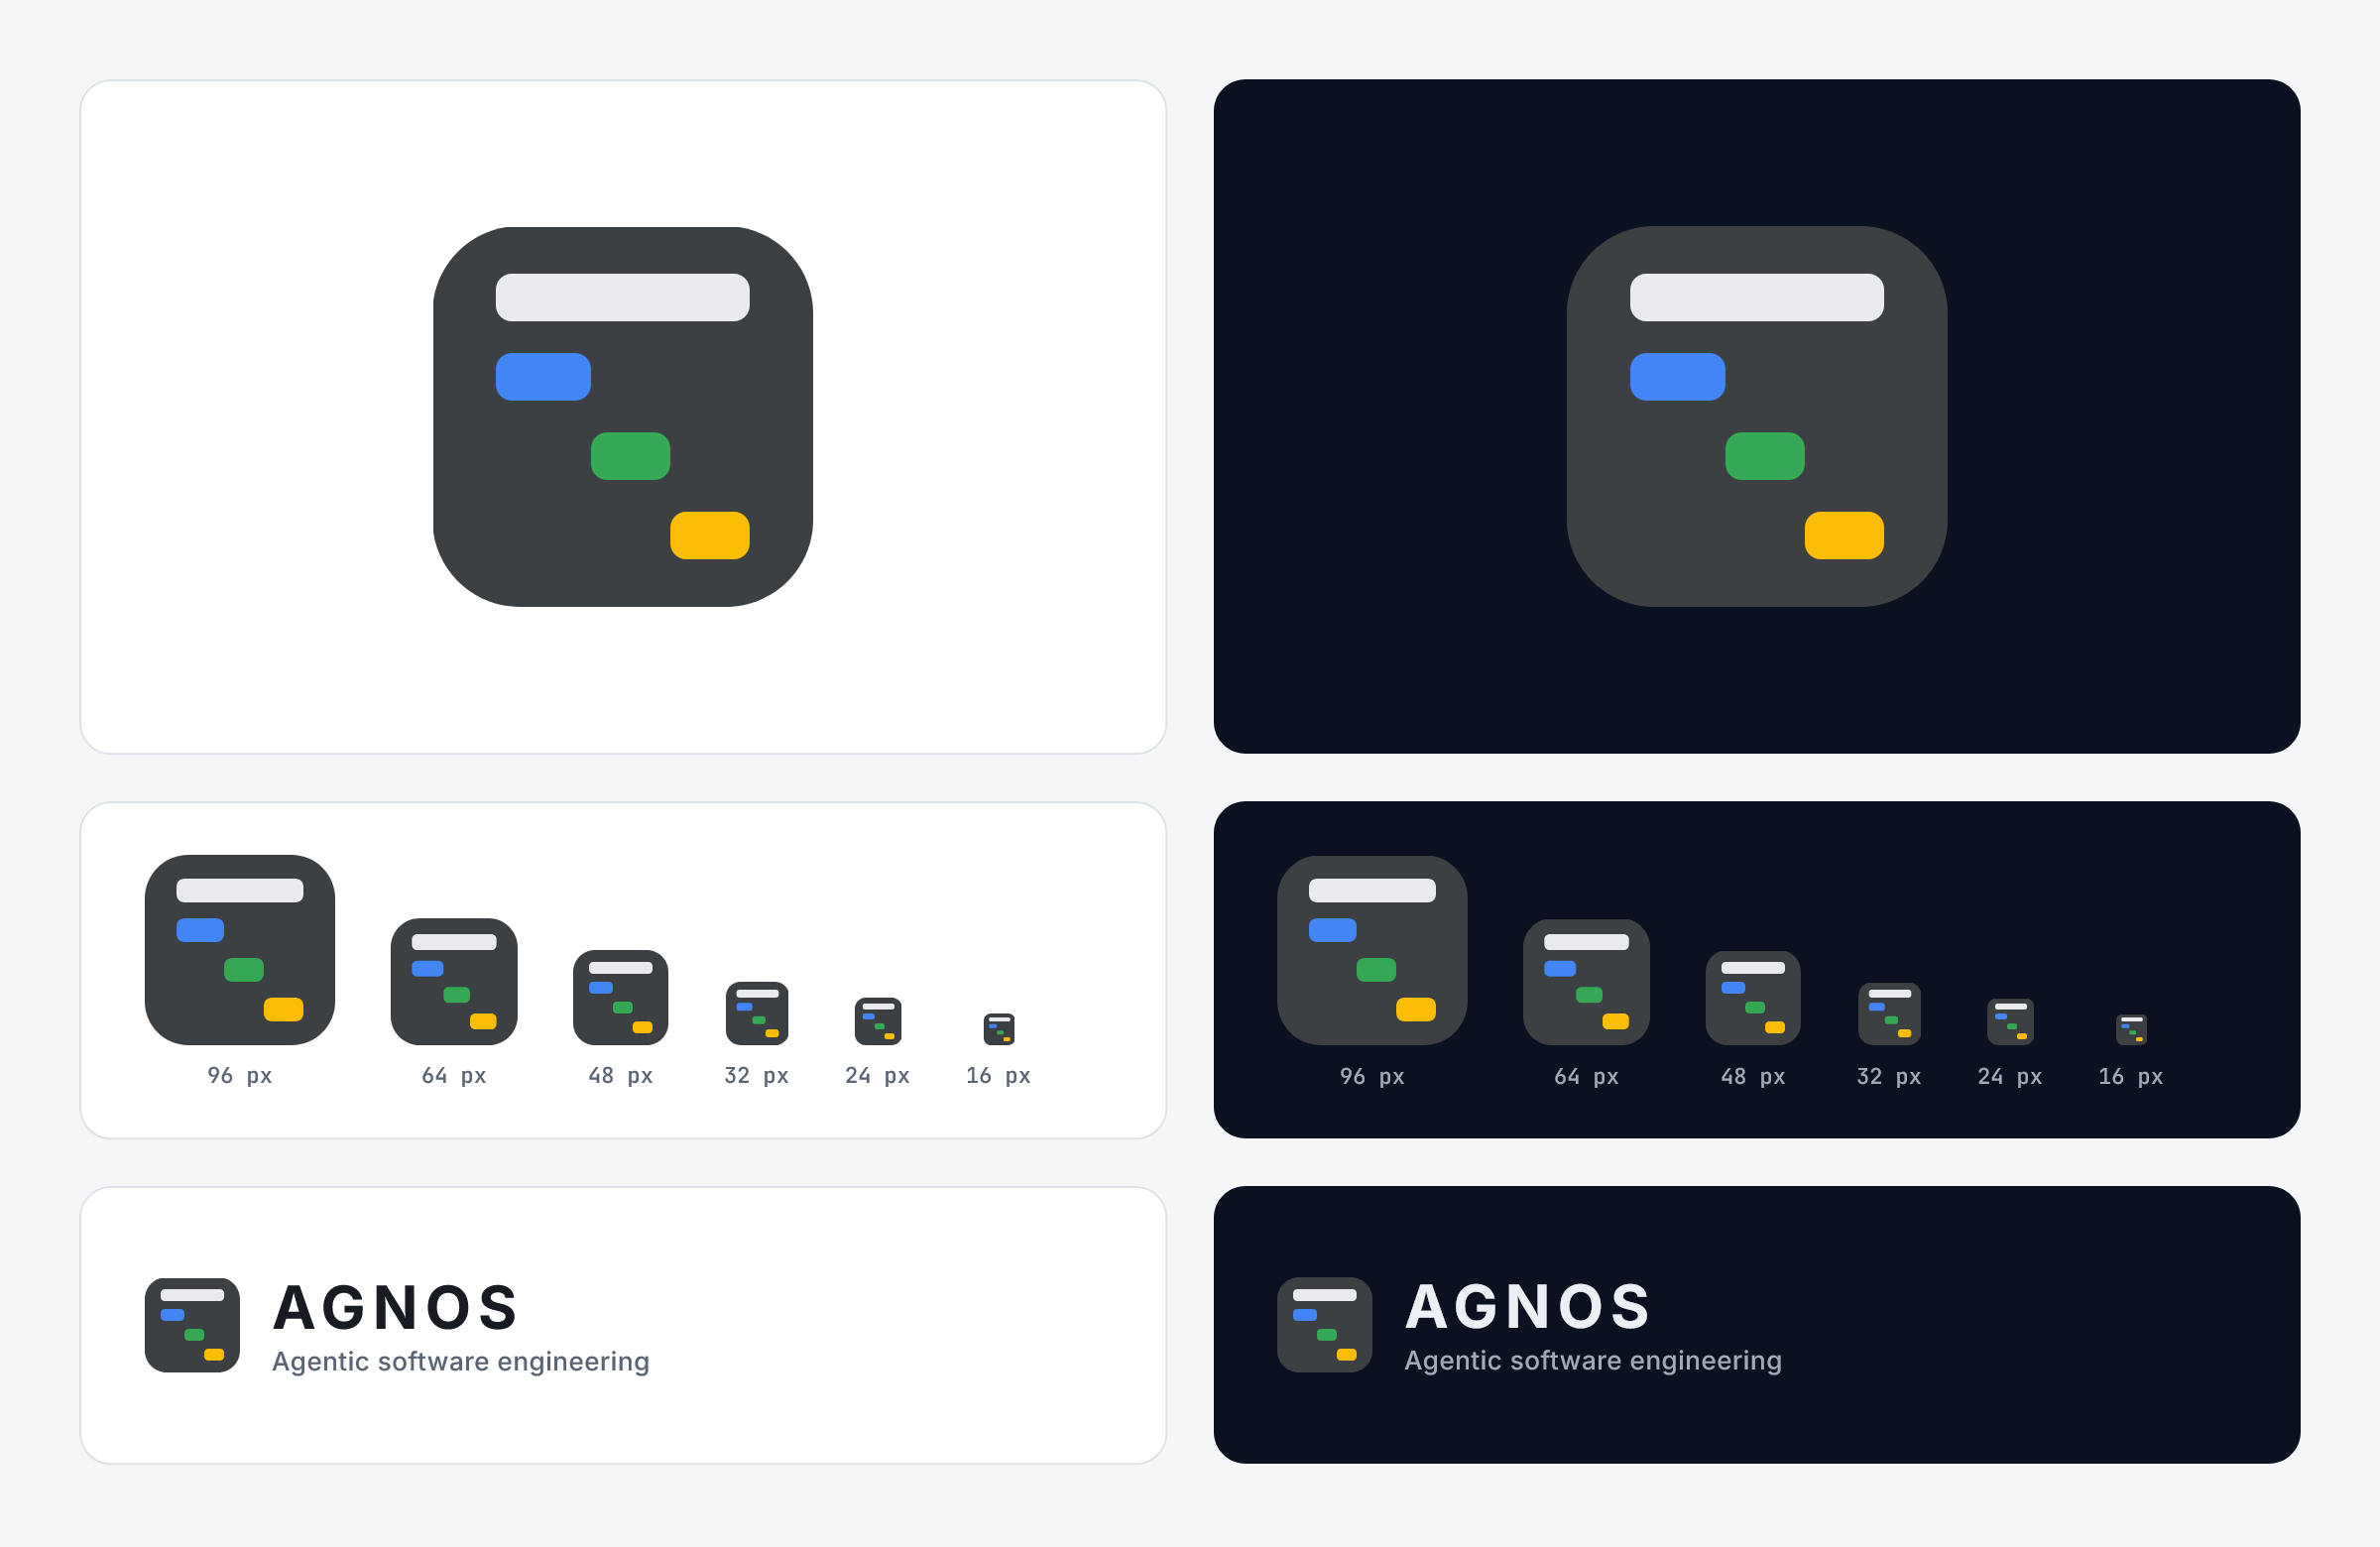 96 px 64 px 48 px 32 px 24 px 16 px
96 px 64 px 48 px 32 px 24 px 16 px
AGNOS
Agentic software engineering
AGNOS
Agentic software engineering